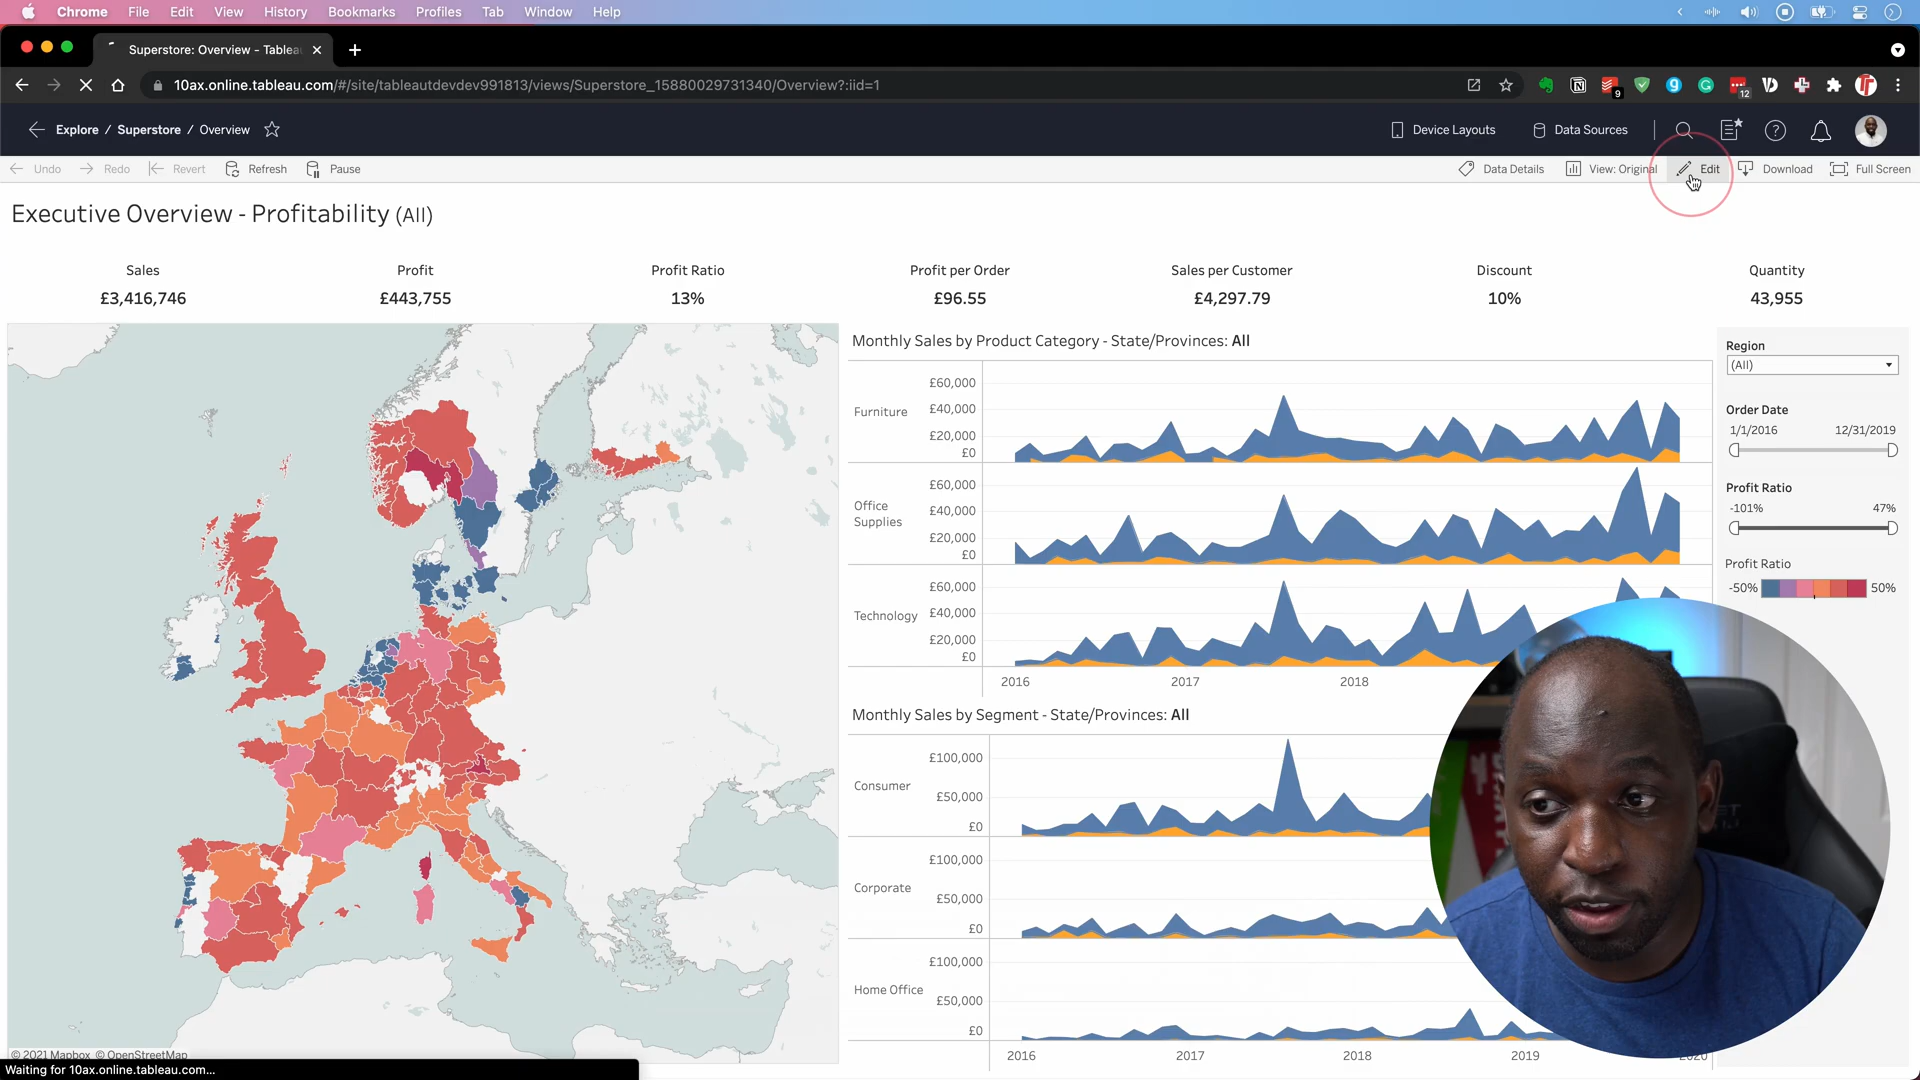 Chrome File Edit View History Bookmarks Profiles Tab Window Help
Superstore: Overview - Tablea
10ax.online.tableau.com/#/site/tableautdevdev991813/views/Superstore_15880029731340/Overview?:iid=1
9
12
Explore / Superstore / Overview
Device Layouts Data Sources
Undo Redo Revert Refresh Pause
Data Details View: Original Edit Download Full Screen
Executive Overview - Profitability (All)
Sales Profit Profit Ratio Profit per Order Sales per Customer Discount Quantity
£3,416,746 £443,755 13% £96.55 £4,297.79 10% 43,955
Monthly Sales by Product Category - State/Provinces: All
Furniture
£60,000
£40,000
£20,000
£0
Office Supplies
£60,000
£40,000
£20,000
£0
Technology
£60,000
£40,000
£20,000
£0
2016 2017 2018
Monthly Sales by Segment - State/Provinces: All
Consumer
£100,000
£50,000
£0
Corporate
£100,000
£50,000
£0
Home Office
£100,000
£50,000
£0
2016 2017 2018 2019 2020
Region
(All)
Order Date
1/1/2016 12/31/2019
Profit Ratio
-101% 47%
Profit Ratio
-50% 50%
© 2021 Mapbox © OpenStreetMap
Waiting for 10ax.online.tableau.com...